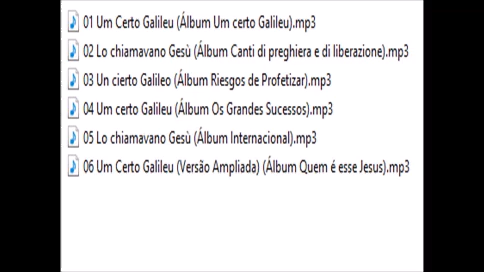 01 Um Certo Galileu (Álbum Um certo Galileu).mp3
02 Lo chiamavano Gesù (Álbum Canti di preghiera e di liberazione).mp3
03 Un cierto Galileo (Álbum Riesgos de Profetizar).mp3
04 Um certo Galileu (Álbum Os Grandes Sucessos).mp3
05 Lo chiamavano Gesù (Álbum Internacional).mp3
06 Um Certo Galileu (Versão Ampliada) (Álbum Quem é esse Jesus).mp3